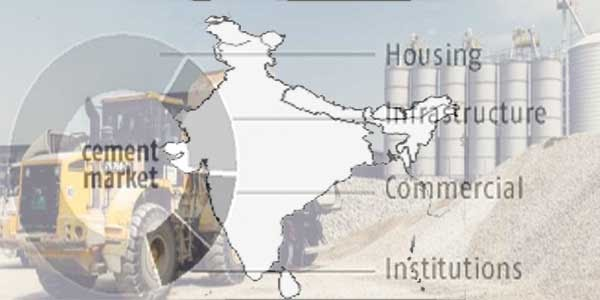 Housing
Infrastructure
cement
market
Commercial
Institutions